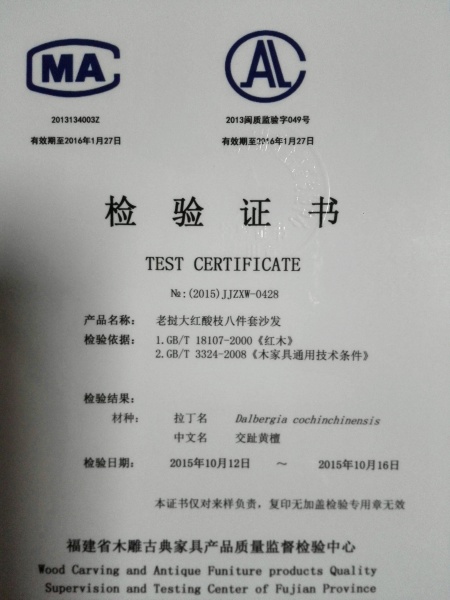 MA
AL
2013134003Z
2013闽质监验字049号
有效期至2016年1月27日
有效期至2016年1月27日
检验证书
TEST CERTIFICATE
№:(2015)JJZXW-0428
产品名称： 老挝大红酸枝八件套沙发
检验依据： 1.GB/T 18107-2000《红木》
2.GB/T 3324-2008《木家具通用技术条件》
检验结果：
材种： 拉丁名 Dalbergia cochinchinensis
中文名 交趾黄檀
检验日期： 2015年10月12日 ～ 2015年10月16日
本证书仅对来样负责，复印无加盖检验专用章无效
福建省木雕古典家具产品质量监督检验中心
Wood Carving and Antique Funiture products Quality
Supervision and Testing Center of Fujian Province